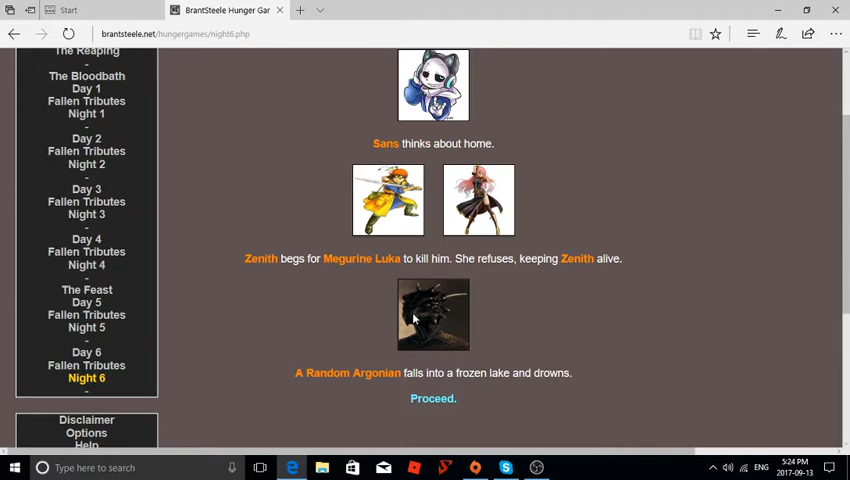 Start
BrantSteele Hunger Gar
brantsteele.net/hungergames/night6.php
The Reaping
-
The Bloodbath
Day 1
Fallen Tributes
Night 1
-
Day 2
Fallen Tributes
Night 2
-
Day 3
Fallen Tributes
Night 3
-
Day 4
Fallen Tributes
Night 4
-
The Feast
Day 5
Fallen Tributes
Night 5
-
Day 6
Fallen Tributes
Night 6
-
Disclaimer
Options
Help
Sans thinks about home.
Zenith begs for Megurine Luka to kill him. She refuses, keeping Zenith alive.
A Random Argonian falls into a frozen lake and drowns.
Proceed.
Type here to search
ENG
5:24 PM
2017-09-13